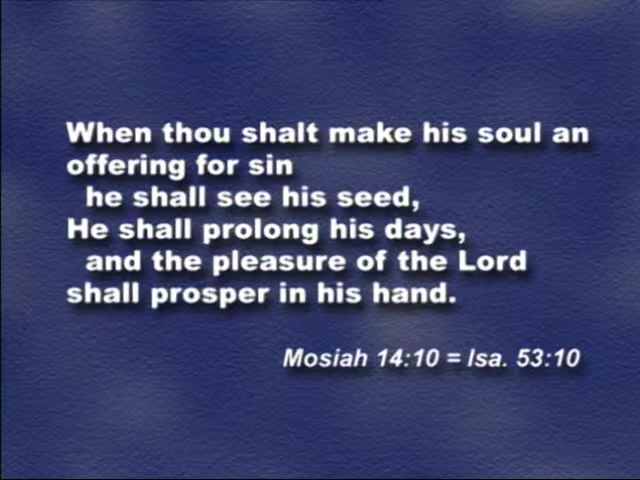 When thou shalt make his soul an
offering for sin
he shall see his seed,
He shall prolong his days,
and the pleasure of the Lord
shall prosper in his hand.
Mosiah 14:10 = Isa. 53:10